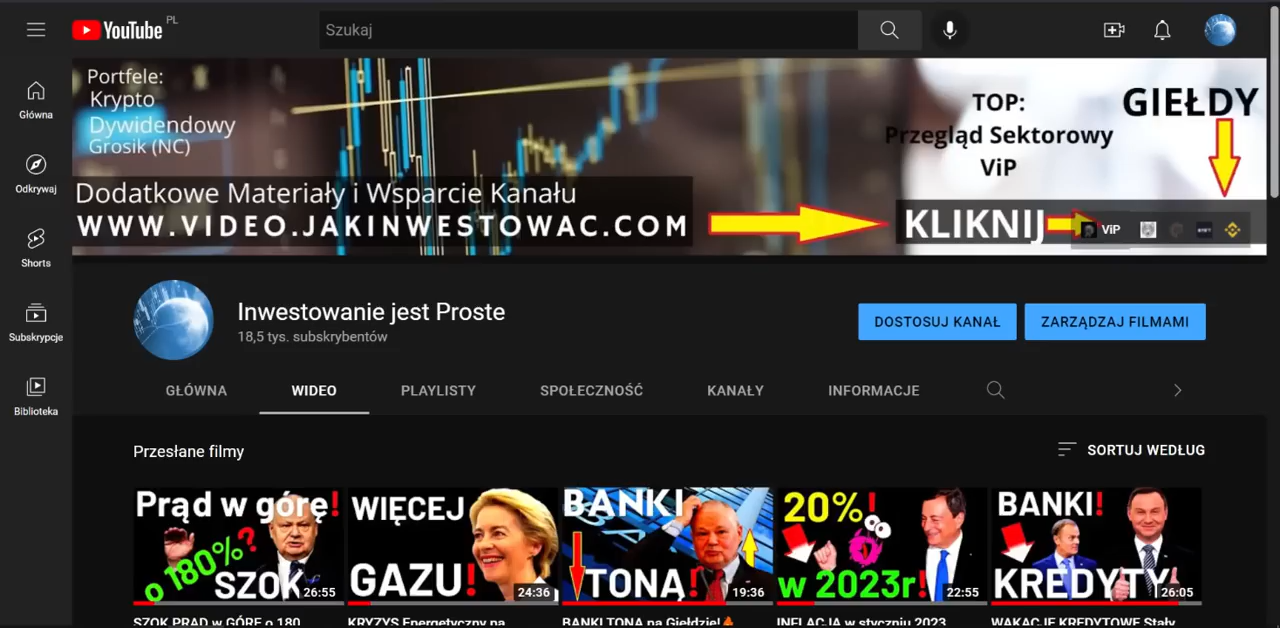 YouTube PL
Szukaj
Główna
Odkrywaj
Shorts
Subskrypcje
Biblioteka
Portfele:
Krypto
Dywidendowy
Grosik (NC)
Dodatkowe Materiały i Wsparcie Kanału
WWW.VIDEO.JAKINWESTOWAC.COM
TOP:
Przegląd Sektorowy
ViP
GIEŁDY
KLIKNIJ
ViP
Inwestowanie jest Proste
18,5 tys. subskrybentów
DOSTOSUJ KANAŁ
ZARZĄDZAJ FILMAMI
GŁÓWNA
WIDEO
PLAYLISTY
SPOŁECZNOŚĆ
KANAŁY
INFORMACJE
Przesłane filmy
SORTUJ WEDŁUG
Prąd w górę!
o 180%?
SZOK
26:55
WIĘCEJ
GAZU!
24:36
BANKI
TONĄ!
19:36
20%!
w 2023r!
22:55
BANKI!
KREDYTY
26:05
SZOK PRĄD w GÓRĘ o 180
KRYZYS Energetyczny na
BANKI TONĄ na Giełdzie!
INFLACJA w styczniu 2023
WAKACJE KREDYTOWE Stały